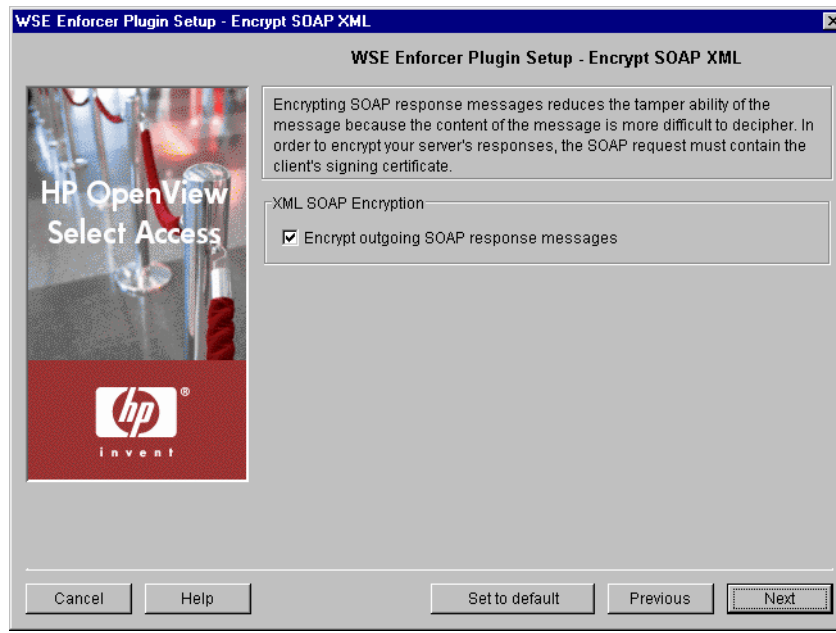 WSE Enforcer Plugin Setup - Encrypt SOAP XML
WSE Enforcer Plugin Setup - Encrypt SOAP XML
Encrypting SOAP response messages reduces the tamper ability of the
message because the content of the message is more difficult to decipher. In
order to encrypt your server's responses, the SOAP request must contain the
client's signing certificate.
HP OpenView
Select Access
XML SOAP Encryption
Encrypt outgoing SOAP response messages
hp
®
invent
Cancel
Help
Set to default
Previous
Next